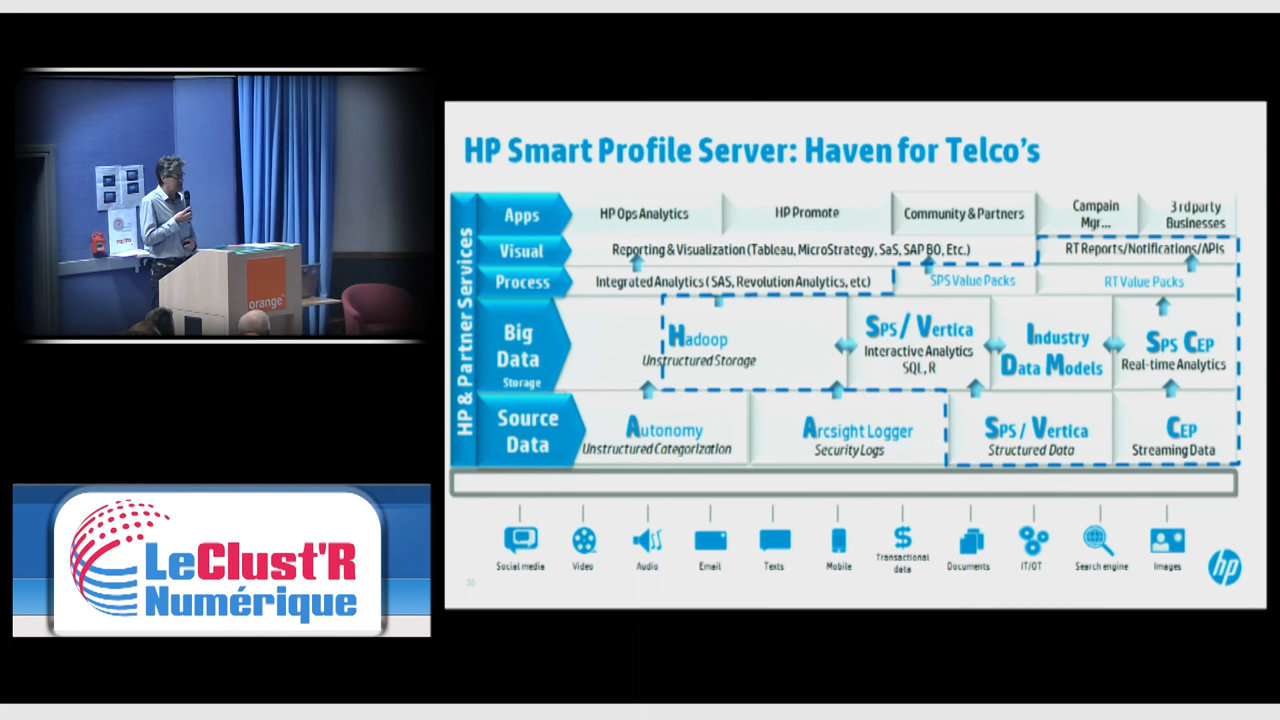 orange
LeClust'R
Numérique
HP Smart Profile Server: Haven for Telco's
HP & Partner Services
Apps
HP Ops Analytics
HP Promote
Community & Partners
Campain
Mgr...
3rd party
Businesses
Visual
Reporting & Visualization (Tableau, MicroStrategy, SaS, SAP BO, Etc.)
RT Reports/Notifications/APIs
Process
Integrated Analytics (SAS, Revolution Analytics, etc)
SPS Value Packs
RT Value Packs
Big
Data
Storage
Hadoop
Unstructured Storage
SPS / Vertica
Interactive Analytics
SQL, R
Industry
Data Models
SPS CEP
Real-time Analytics
Source
Data
Autonomy
Unstructured Categorization
Arcsight Logger
Security Logs
SPS / Vertica
Structured Data
CEP
Streaming Data
Social media
Video
Audio
Email
Texts
Mobile
Transactional
data
Documents
IT/OT
Search engine
Images
hp